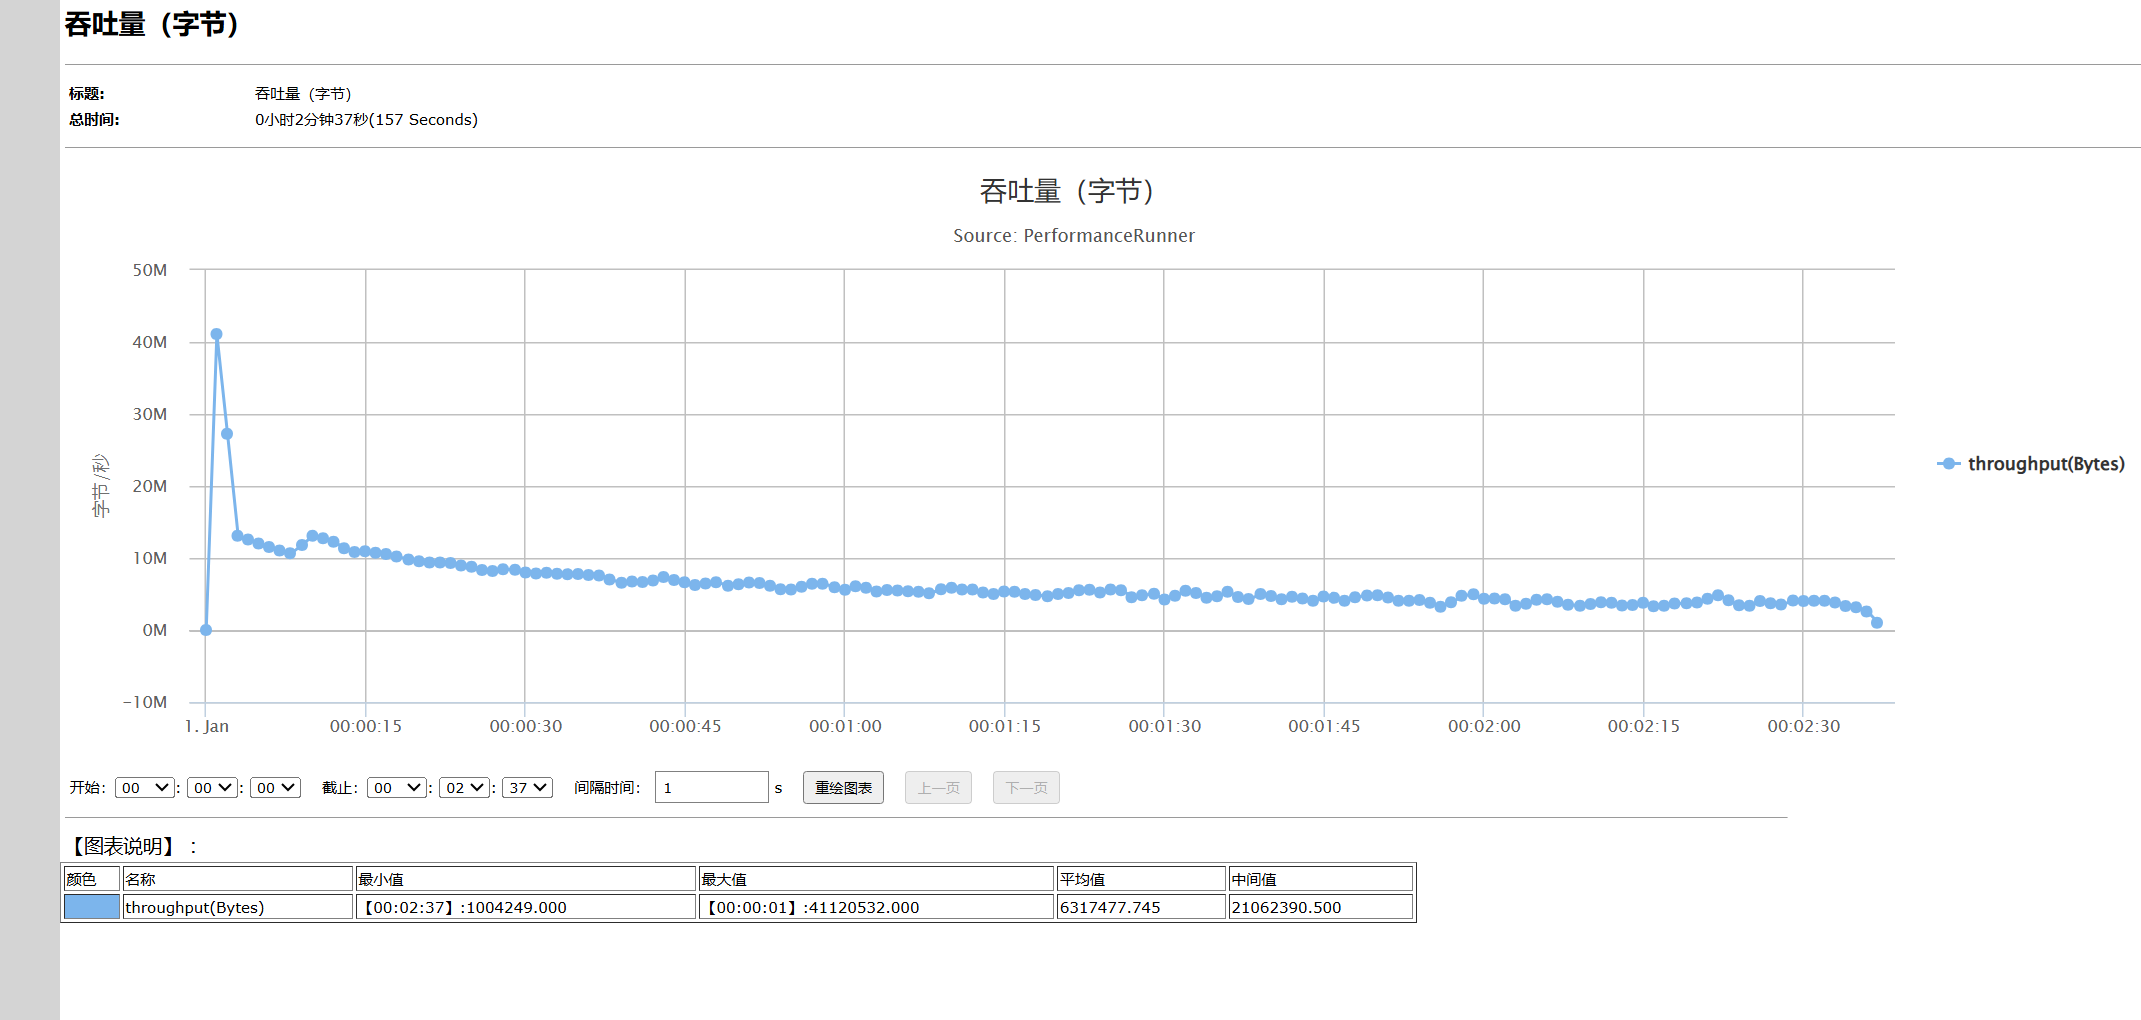 吞吐量（字节）
标题: 吞吐量（字节）
总时间: 0小时2分钟37秒(157 Seconds)
吞吐量（字节）
Source: PerformanceRunner
50M
40M
30M
20M
10M
0M
-10M
字节/秒
throughput(Bytes)
1. Jan 00:00:15 00:00:30 00:00:45 00:01:00 00:01:15 00:01:30 00:01:45 00:02:00 00:02:15 00:02:30
开始: 00 : 00 : 00 截止: 00 : 02 : 37 间隔时间: 1 s 重绘图表 上一页 下一页
【图表说明】：
颜色 名称 最小值 最大值 平均值 中间值
throughput(Bytes) 【00:02:37】:1004249.000 【00:00:01】:41120532.000 6317477.745 21062390.500